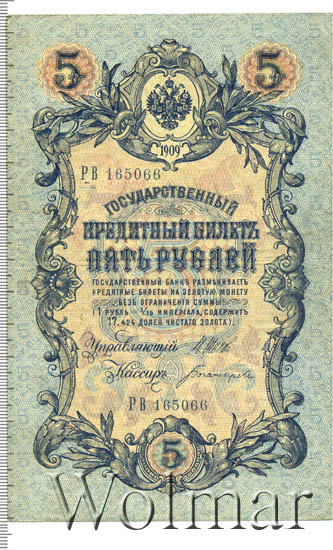 5 5
1909
РВ 165066
ГОСУДАРСТВЕННЫЙ
КРЕДИТНЫЙ БИЛЕТЪ
ПЯТЬ РУБЛЕЙ
ГОСУДАРСТВЕННЫЙ БАНКЪ РАЗМѢНИВАЕТЪ
КРЕДИТНЫЕ БИЛЕТЫ НА ЗОЛОТУЮ МОНЕТУ
БЕЗЪ ОГРАНИЧЕНІЯ СУММЫ
(1 РУБЛЬ = 1/15 ИМПЕРІАЛА, СОДЕРЖИТЪ
17,424 ДОЛЕЙ ЧИСТАГО ЗОЛОТА).
Управляющій
Кассиръ
РВ 165066
5
Wolmar